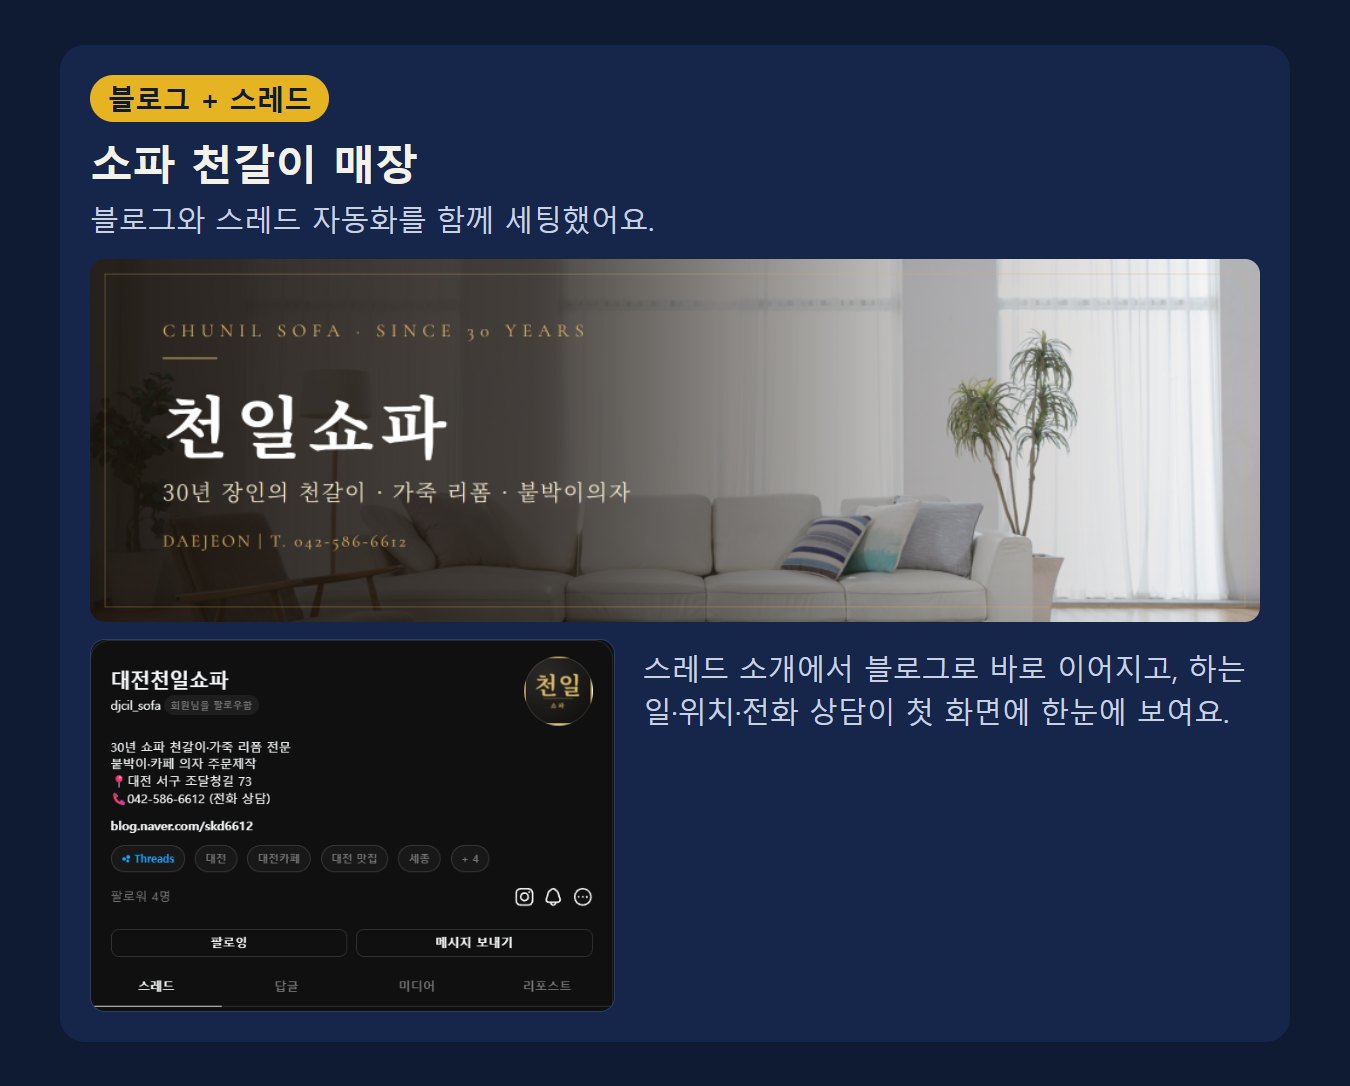 블로그 + 스레드
소파 천갈이 매장
블로그와 스레드 자동화를 함께 세팅했어요.
CHUNIL SOFA · SINCE 30 YEARS
천일쇼파
30년 장인의 천갈이 · 가죽 리폼 · 붙박이의자
DAEJEON | T. 042-586-6612
대전천일쇼파
djcil_sofa 회원님을 팔로우함
천일
쇼파
30년 쇼파 천갈이·가죽 리폼 전문
붙박이·카페 의자 주문제작
📍대전 서구 조달청길 73
📞042-586-6612 (전화 상담)
blog.naver.com/skd6612
Threads 대전 대전카페 대전 맛집 세종 + 4
팔로워 4명
팔로잉 메시지 보내기
스레드 답글 미디어 리포스트
스레드 소개에서 블로그로 바로 이어지고, 하는
일·위치·전화 상담이 첫 화면에 한눈에 보여요.